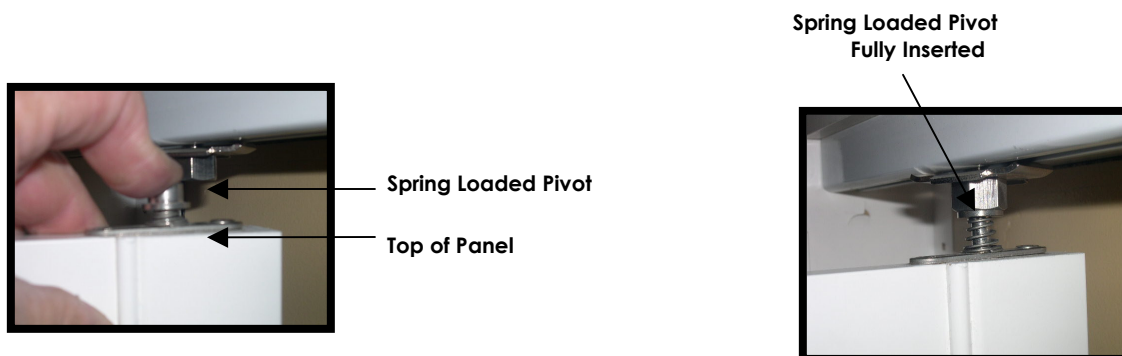 Spring Loaded Pivot
Fully Inserted
Spring Loaded Pivot
Top of Panel